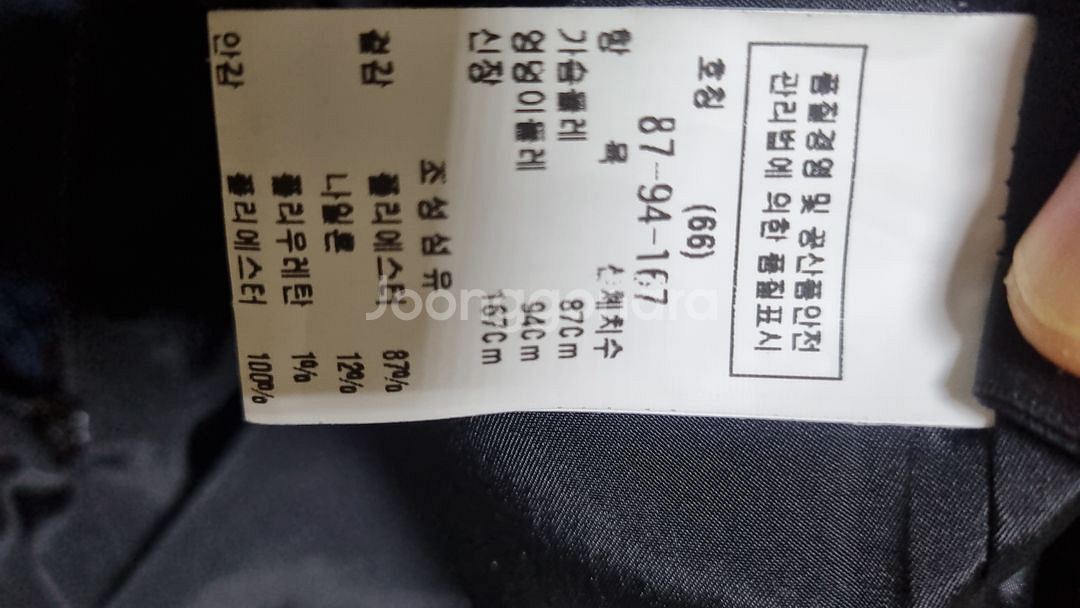 품질경영 및 공산품안전
관리법에 의한 품질표시
호칭 (66)
87-94-167
항 목 신체치수
가슴둘레 87Cm
엉덩이둘레 94Cm
신장 167Cm
조성섬유
겉감 폴리에스터 87%
나일론 12%
폴리우레탄 1%
안감 폴리에스터 100%
Joonggonara